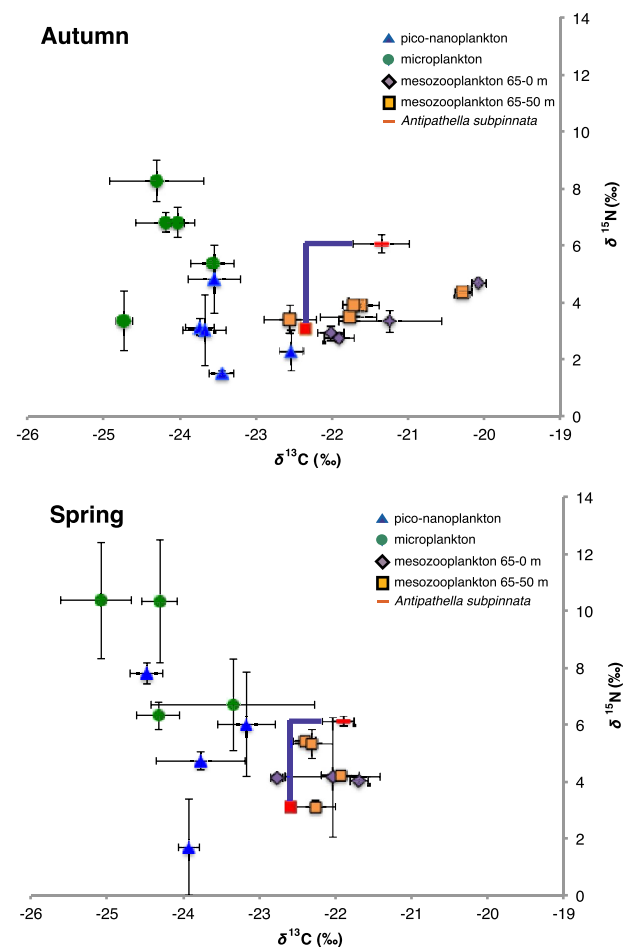 Autumn
pico-nanoplankton
microplankton
mesozooplankton 65-0 m
mesozooplankton 65-50 m
Antipathella subpinnata
14
12
10
8
6
4
2
0
δ 15N (‰)
-26 -25 -24 -23 -22 -21 -20 -19
δ13C (‰)
Spring
pico-nanoplankton
microplankton
mesozooplankton 65-0 m
mesozooplankton 65-50 m
Antipathella subpinnata
14
12
10
8
6
4
2
0
δ 15N (‰)
-26 -25 -24 -23 -22 -21 -20 -19
δ13C (‰)